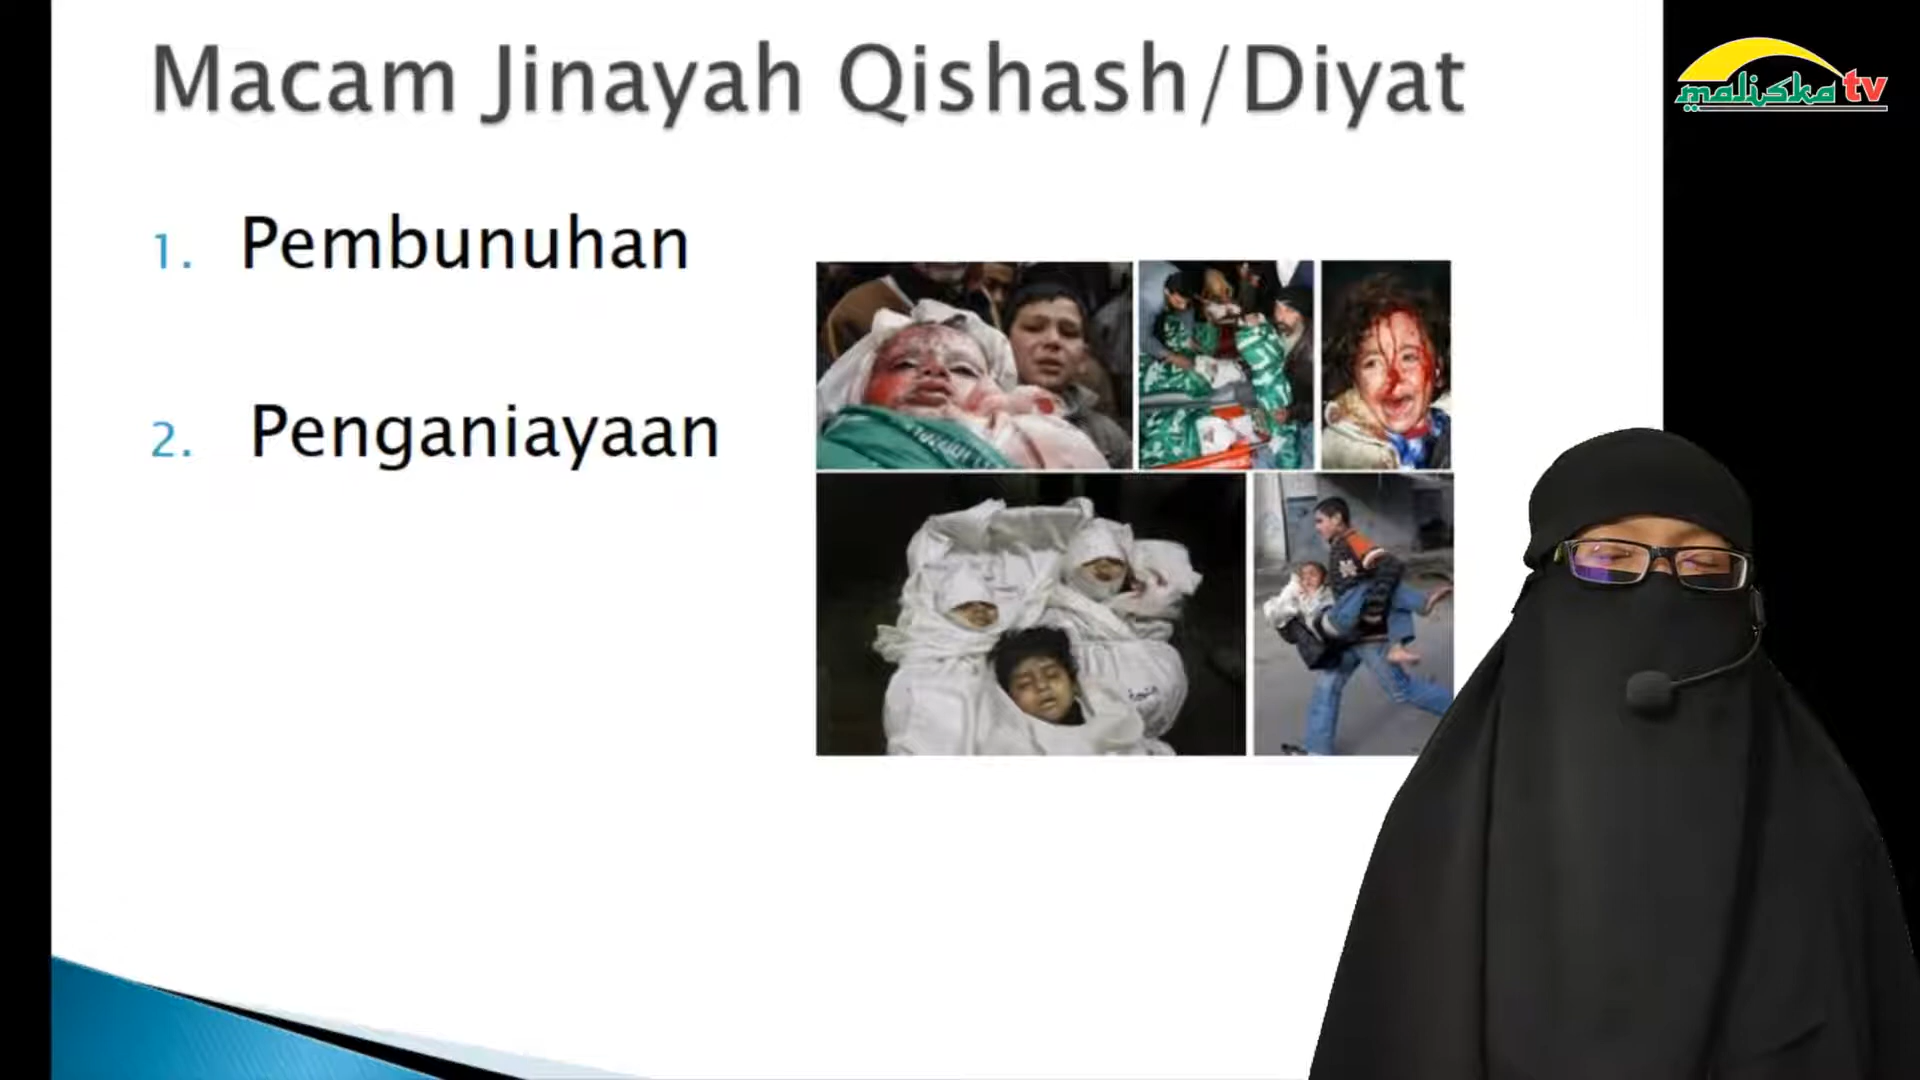 Macam Jinayah Qishash/Diyat
maliska tv
1. Pembunuhan
2. Penganiayaan